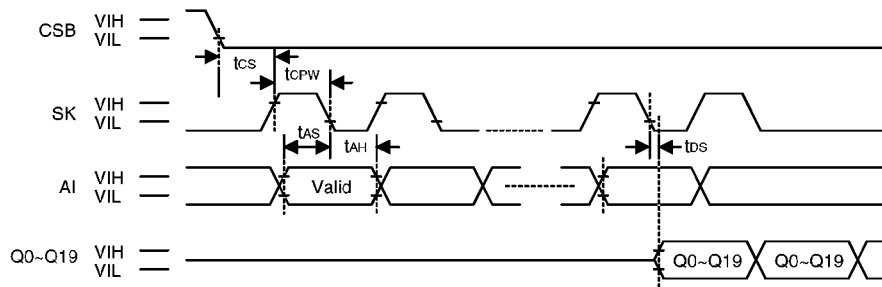 CSB VIH
VIL
tCS
tCPW
SK VIH
VIL
tAS
tAH
tDS
AI VIH
VIL
Valid
Q0~Q19 VIH
VIL
Q0~Q19 Q0~Q19